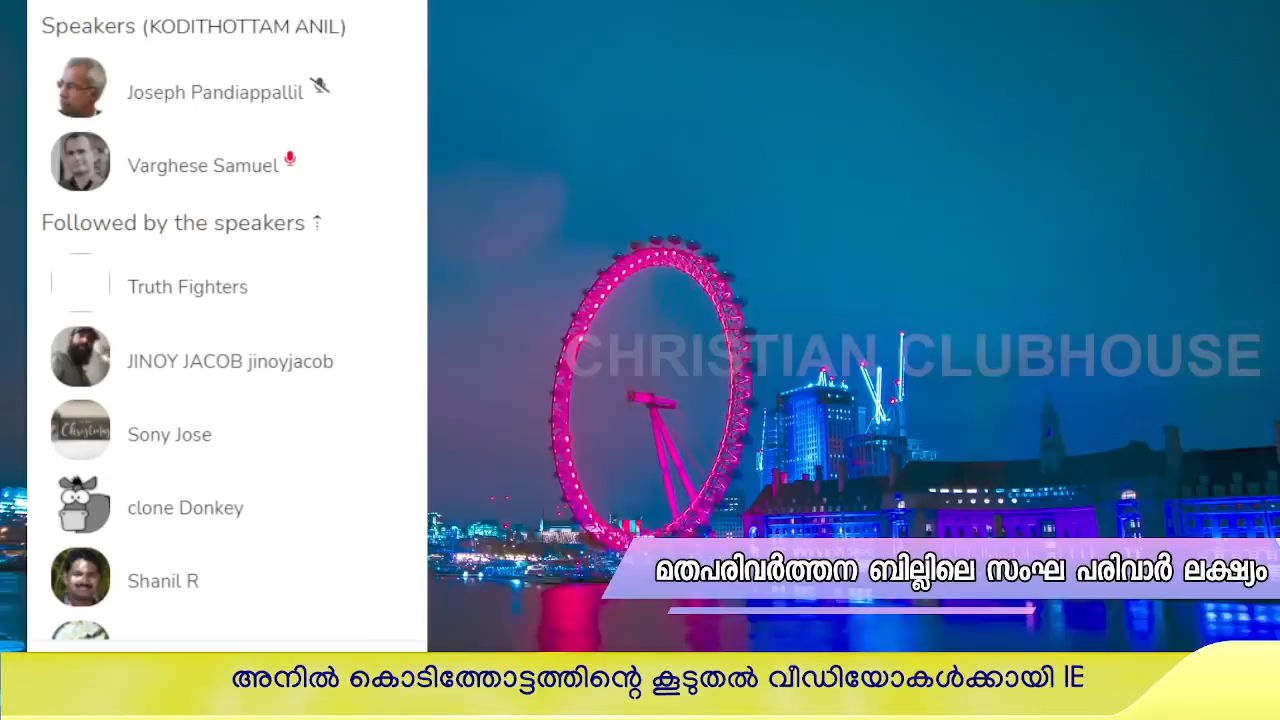 Speakers (KODITHOTTAM ANIL)
Joseph Pandiappallil
Varghese Samuel
Followed by the speakers
Truth Fighters
JINOY JACOB jinoyjacob
Sony Jose
Christmas
clone Donkey
Shanil R
CHRISTIAN CLUBHOUSE
മതപരിവർത്തന ബില്ലിലെ സംഘ പരിവാർ ലക്ഷ്യം
അനിൽ കൊടിത്തോട്ടത്തിന്റെ കൂടുതൽ വീഡിയോകൾക്കായി IE